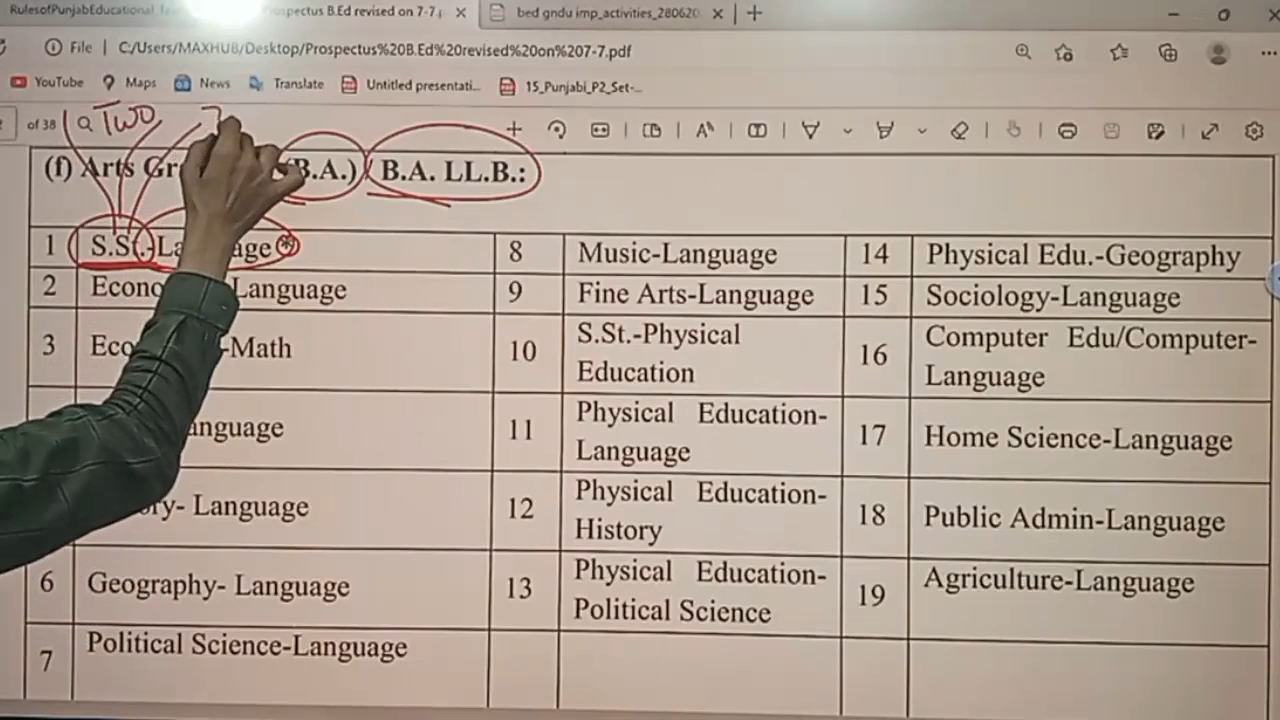 RulesofPunjabEducational
ospectus B.Ed revised on 7-7.p
bed gndu imp_activities_280620
File C:/Users/MAXHUB/Desktop/Prospectus%20B.Ed%20revised%20on%207-7.pdf
YouTube Maps News Translate Untitled presentati... 15_Punjabi_P2_Set-...
of 38 TWO
(f) Arts Gr (B.A.) B.A. LL.B.:
1 S.St.-La age* 8 Music-Language 14 Physical Edu.-Geography
2 Econo Language 9 Fine Arts-Language 15 Sociology-Language
3 Eco -Math 10 S.St.-Physical Education 16 Computer Edu/Computer-Language
anguage 11 Physical Education-Language 17 Home Science-Language
ory- Language 12 Physical Education-History 18 Public Admin-Language
6 Geography- Language 13 Physical Education-Political Science 19 Agriculture-Language
7 Political Science-Language